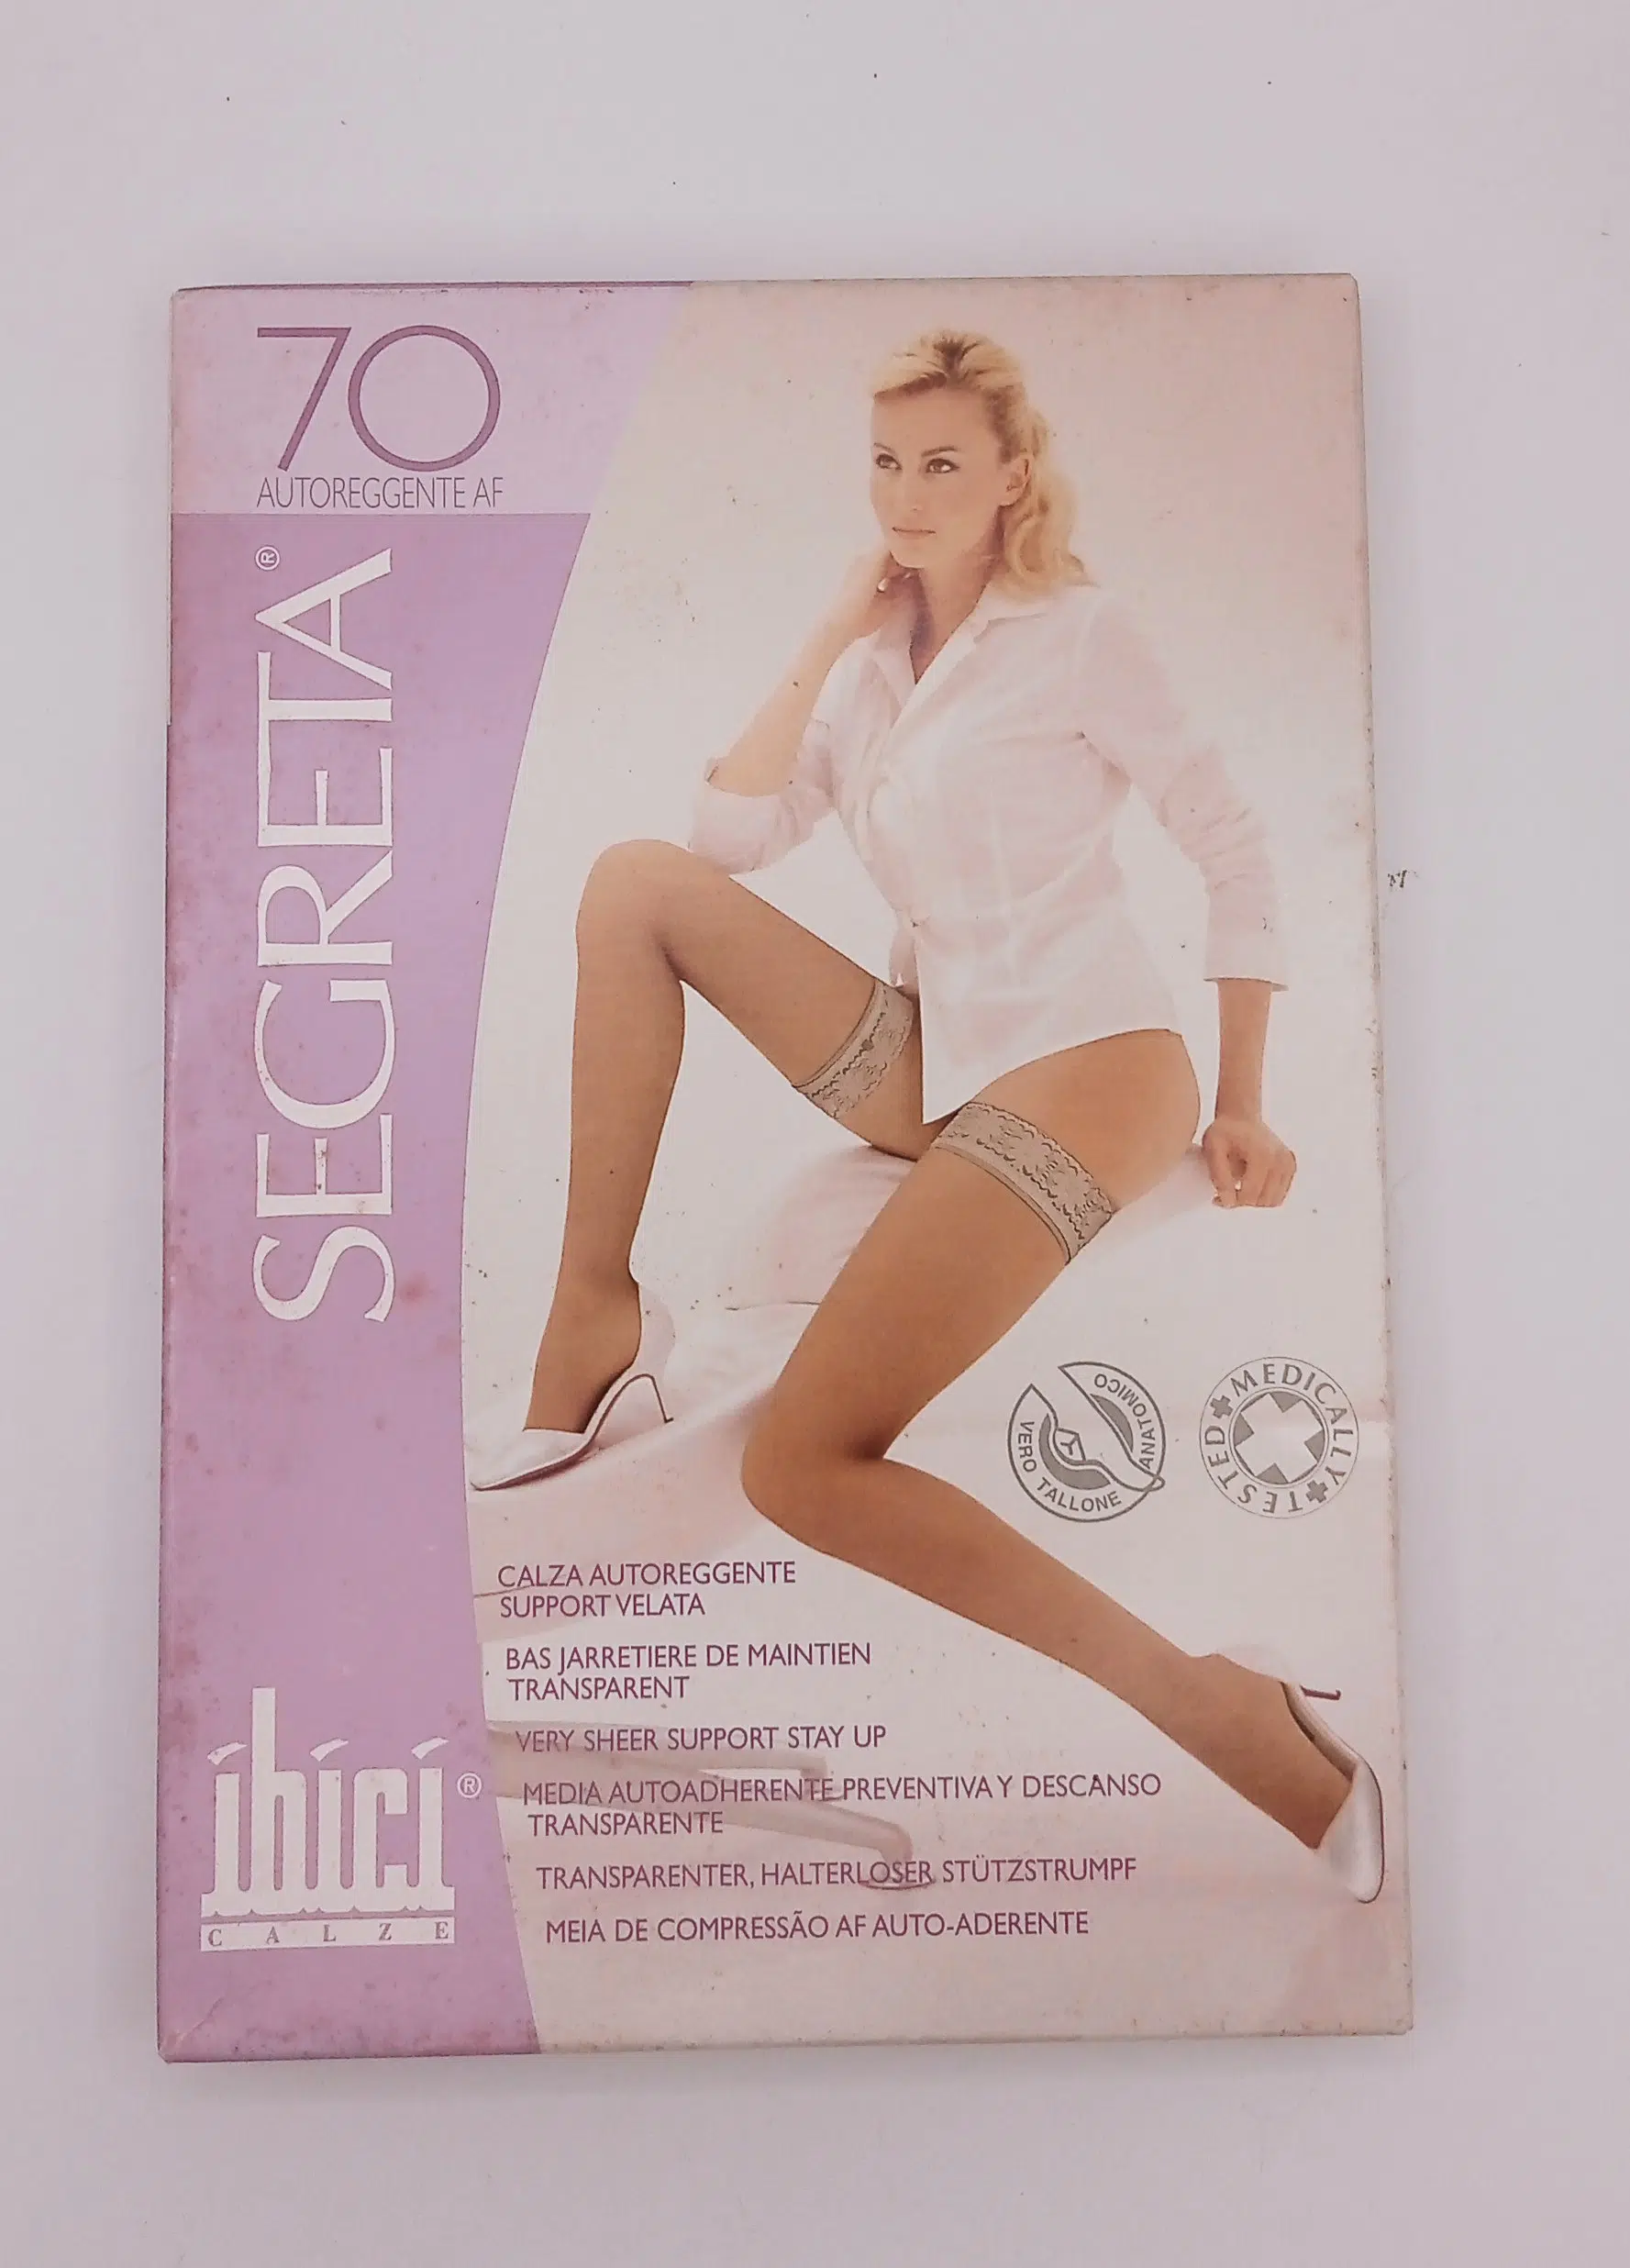 70
AUTOREGGENTE AF
SEGRETA®
VERO TALLONE ANATOMICO
MEDICALLY TESTED
CALZA AUTOREGGENTE
SUPPORT VELATA
BAS JARRETIERE DE MAINTIEN
TRANSPARENT
VERY SHEER SUPPORT STAY UP
MEDIA AUTOADHERENTE PREVENTIVA Y DESCANSO
TRANSPARENTE
TRANSPARENTER, HALTERLOSER STÜTZSTRUMPF
MEIA DE COMPRESSÃO AF AUTO-ADERENTE
ibici®
CALZE